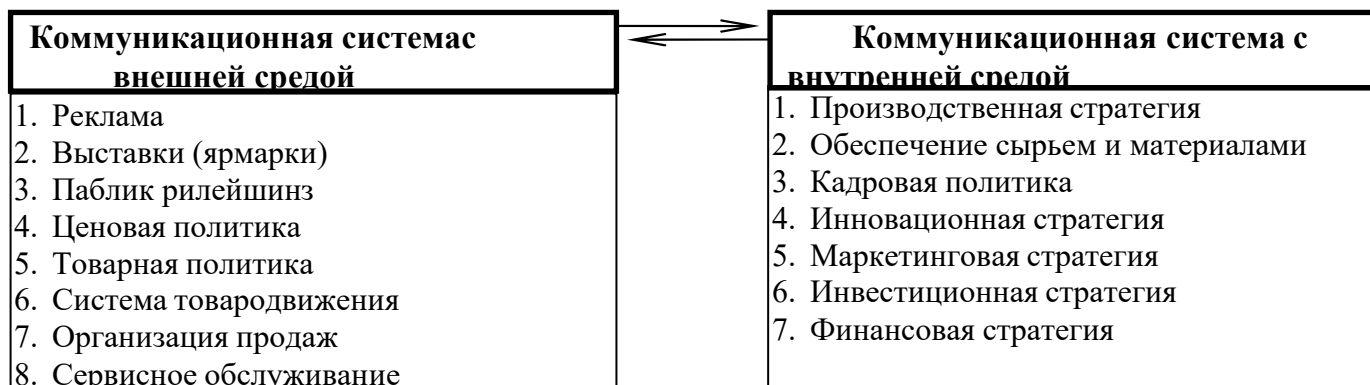 Коммуникационная системас
внешней средой
1. Реклама
2. Выставки (ярмарки)
3. Паблик рилейшинз
4. Ценовая политика
5. Товарная политика
6. Система товародвижения
7. Организация продаж
8. Сервисное обслуживание
Коммуникационная система с
внутренней средой
1. Производственная стратегия
2. Обеспечение сырьем и материалами
3. Кадровая политика
4. Инновационная стратегия
5. Маркетинговая стратегия
6. Инвестиционная стратегия
7. Финансовая стратегия